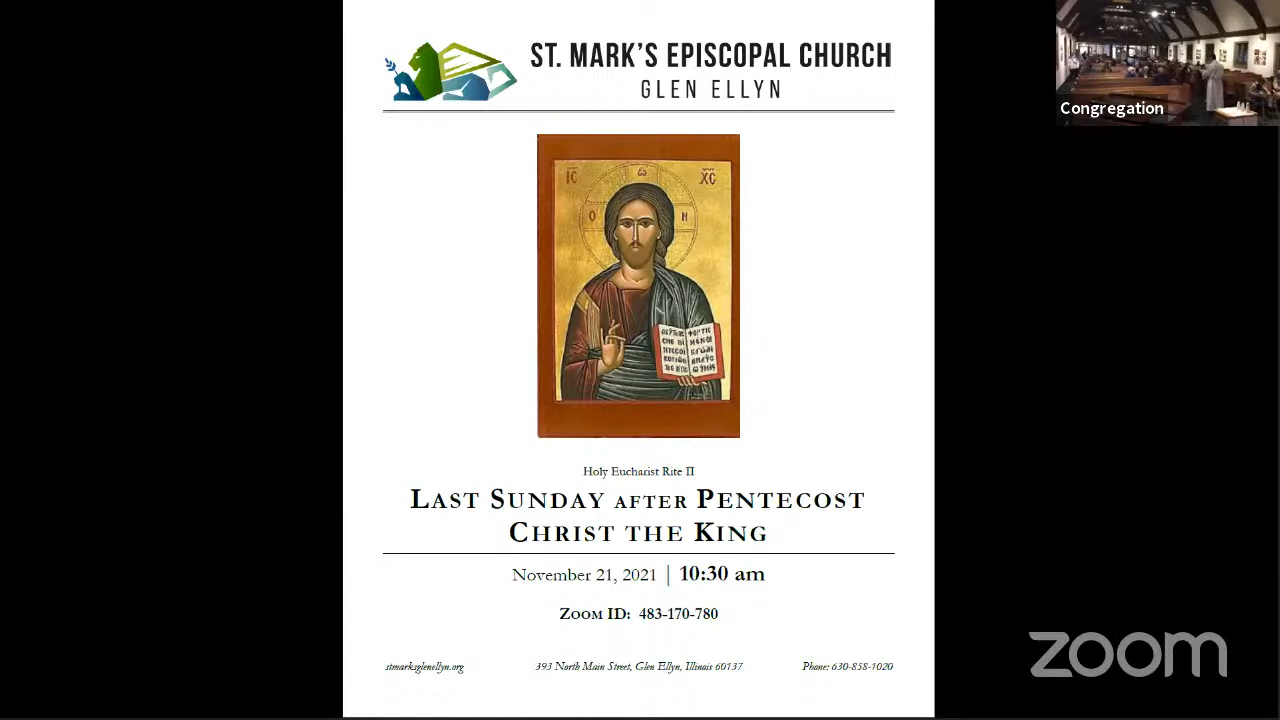 ST. MARK'S EPISCOPAL CHURCH
GLEN ELLYN
Congregation
IC ω XC
O N
Holy Eucharist Rite II
LAST SUNDAY AFTER PENTECOST
CHRIST THE KING
November 21, 2021 | 10:30 am
ZOOM ID: 483-170-780
stmarksglenellyn.org 393 North Main Street, Glen Ellyn, Illinois 60137 Phone: 630-858-1020
zoom